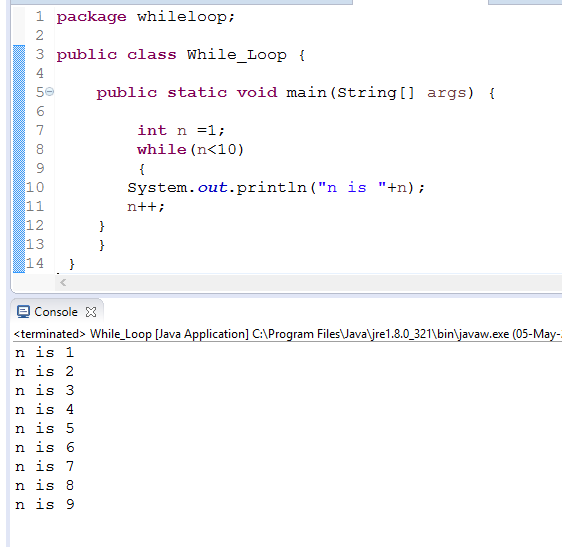 1 package whileloop;
2
3 public class While_Loop {
4
5 public static void main(String[] args) {
6
7 int n =1;
8 while(n<10)
9 {
10 System.out.println("n is "+n);
11 n++;
12 }
13 }
14 }
Console
<terminated> While_Loop [Java Application] C:\Program Files\Java\jre1.8.0_321\bin\javaw.exe (05-May-
n is 1
n is 2
n is 3
n is 4
n is 5
n is 6
n is 7
n is 8
n is 9